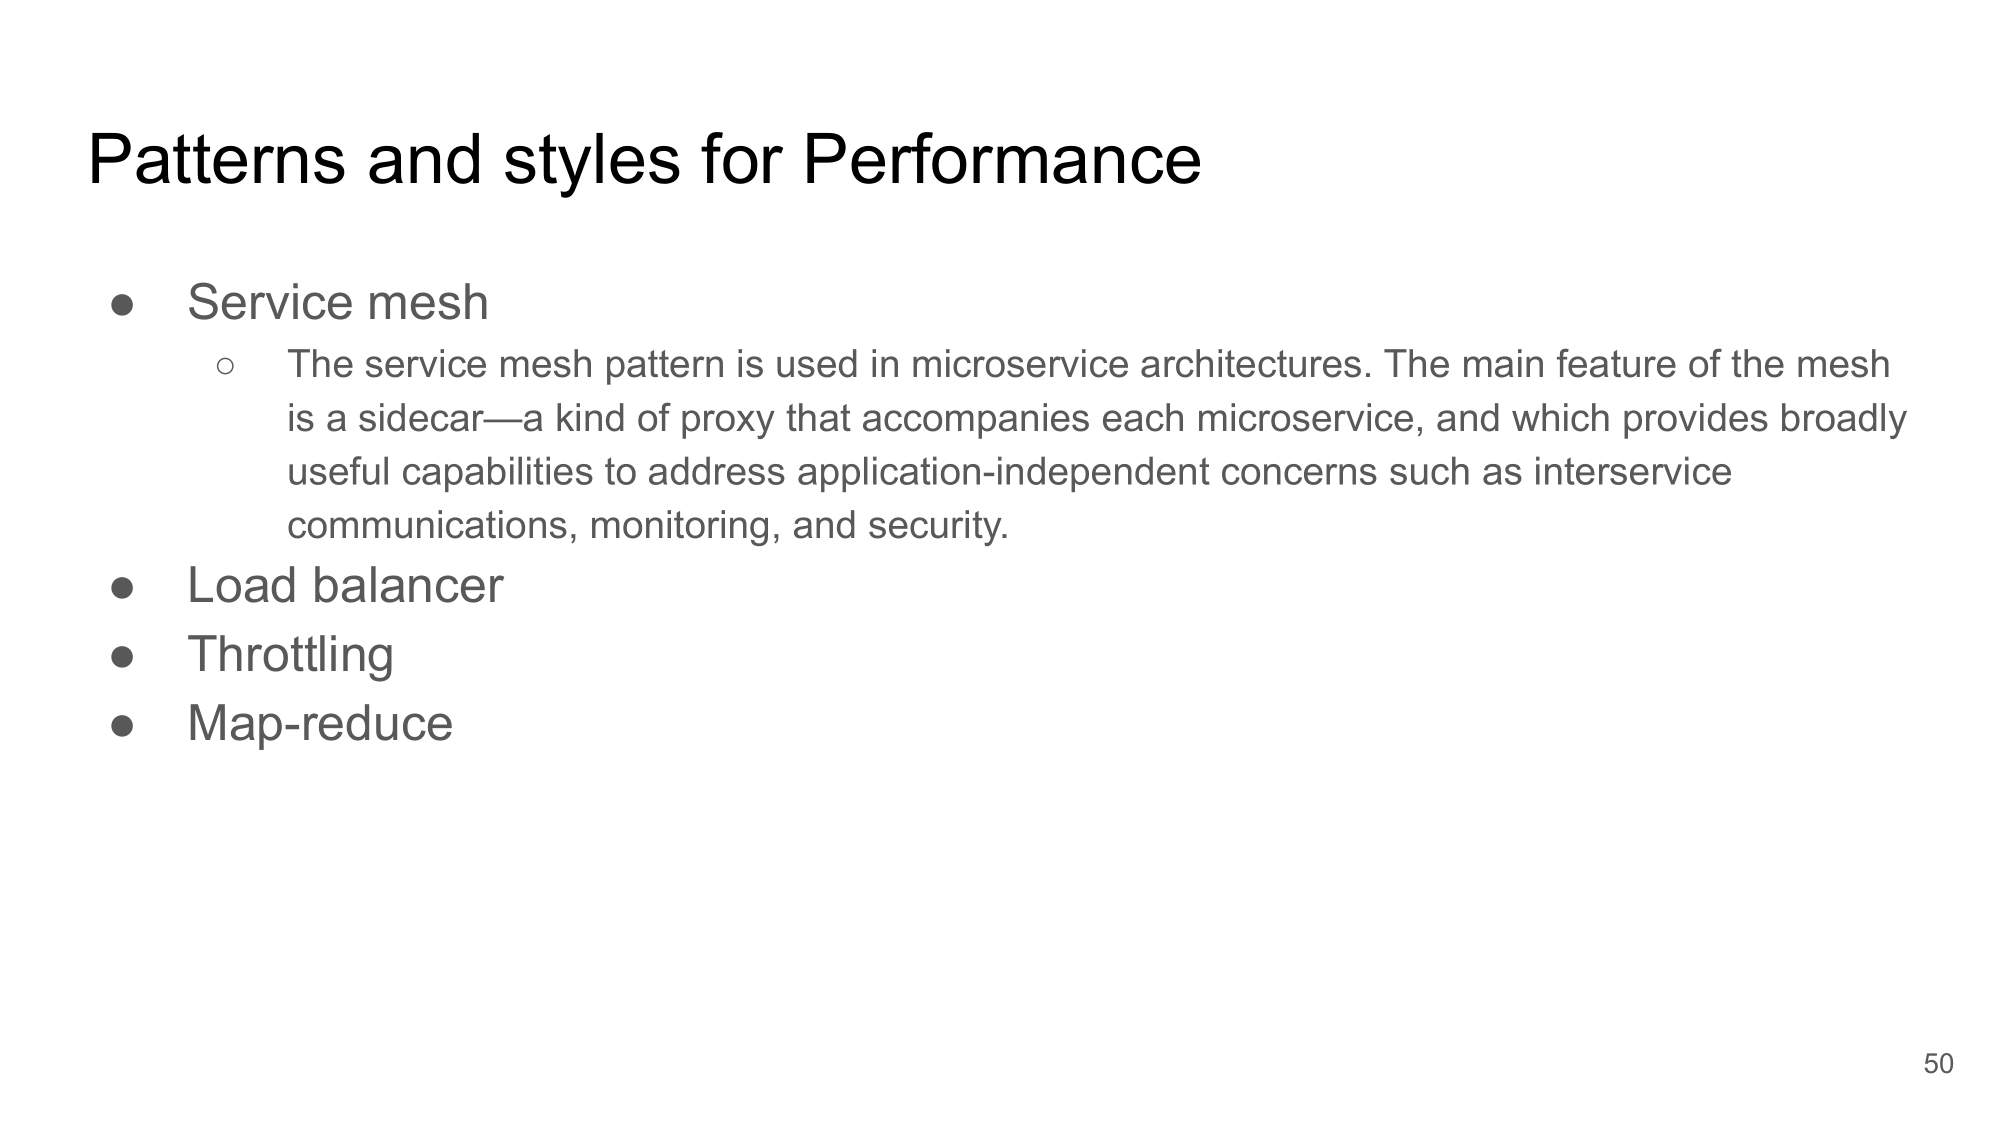 Patterns and styles for Performance
● Service mesh
○ The service mesh pattern is used in microservice architectures. The main feature of the mesh
is a sidecar—a kind of proxy that accompanies each microservice, and which provides broadly
useful capabilities to address application-independent concerns such as interservice
communications, monitoring, and security.
● Load balancer
● Throttling
● Map-reduce
50